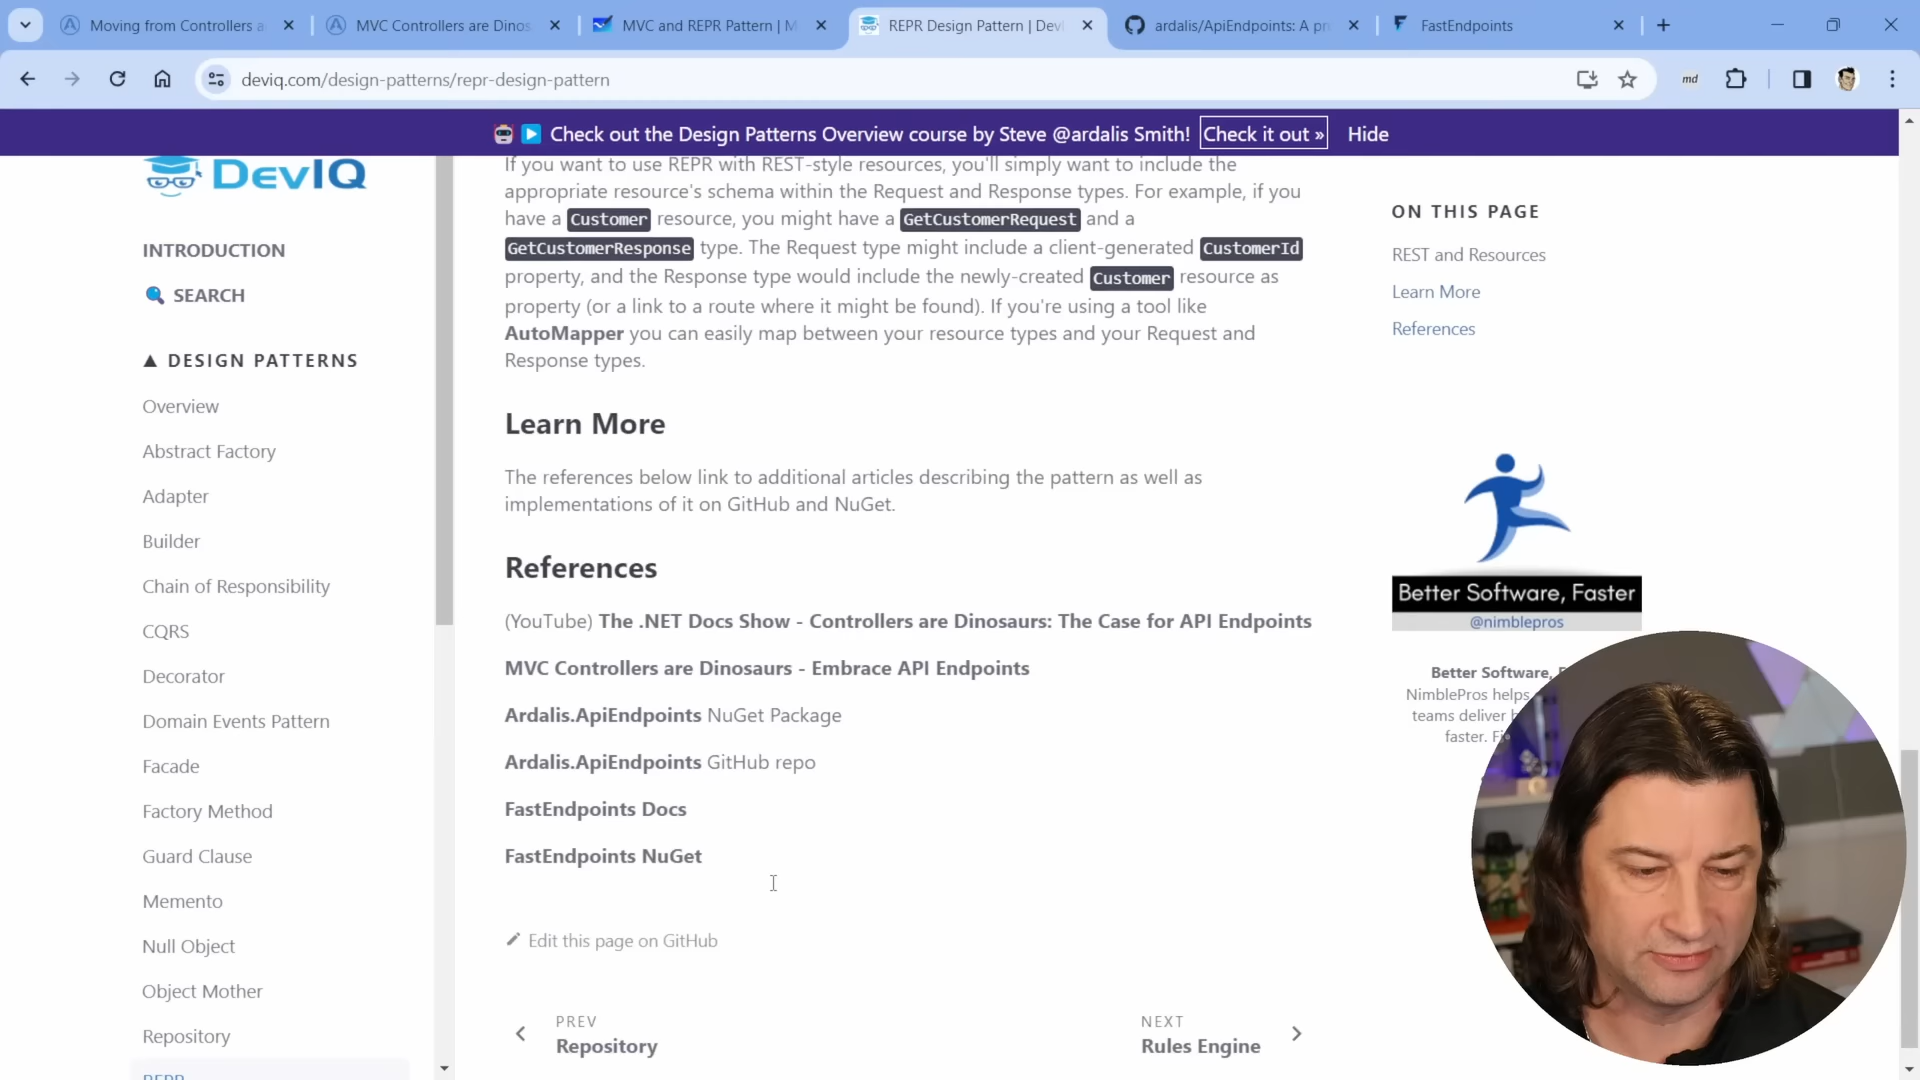 Moving from Controllers a
MVC Controllers are Dinos
MVC and REPR Pattern | M
REPR Design Pattern | Dev
ardalis/ApiEndpoints: A pr
FastEndpoints
deviq.com/design-patterns/repr-design-pattern
md
Check out the Design Patterns Overview course by Steve @ardalis Smith! Check it out » Hide
DevIQ
INTRODUCTION
SEARCH
DESIGN PATTERNS
Overview
Abstract Factory
Adapter
Builder
Chain of Responsibility
CQRS
Decorator
Domain Events Pattern
Facade
Factory Method
Guard Clause
Memento
Null Object
Object Mother
Repository
REPR
If you want to use REPR with REST-style resources, you'll simply want to include the
appropriate resource's schema within the Request and Response types. For example, if you
have a Customer resource, you might have a GetCustomerRequest and a
GetCustomerResponse type. The Request type might include a client-generated CustomerId
property, and the Response type would include the newly-created Customer resource as
property (or a link to a route where it might be found). If you're using a tool like
AutoMapper you can easily map between your resource types and your Request and
Response types.
Learn More
The references below link to additional articles describing the pattern as well as
implementations of it on GitHub and NuGet.
References
(YouTube) The .NET Docs Show - Controllers are Dinosaurs: The Case for API Endpoints
MVC Controllers are Dinosaurs - Embrace API Endpoints
Ardalis.ApiEndpoints NuGet Package
Ardalis.ApiEndpoints GitHub repo
FastEndpoints Docs
FastEndpoints NuGet
Edit this page on GitHub
PREV
Repository
NEXT
Rules Engine
ON THIS PAGE
REST and Resources
Learn More
References
Better Software, Faster
@nimblepros
Better Software, F
NimblePros helps
teams deliver b
faster. Fi